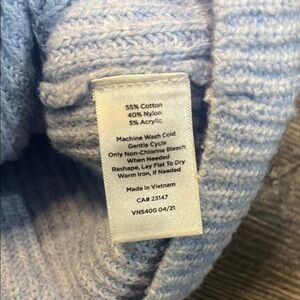 55% Cotton
40% Nylon
5% Acrylic
Machine Wash Cold
Gentle Cycle
Only Non-Chlorine Bleach
When Needed
Reshape, Lay Flat To Dry
Warm Iron, if Needed
Made in Vietnam
CA# 23147
VN5400 04/21